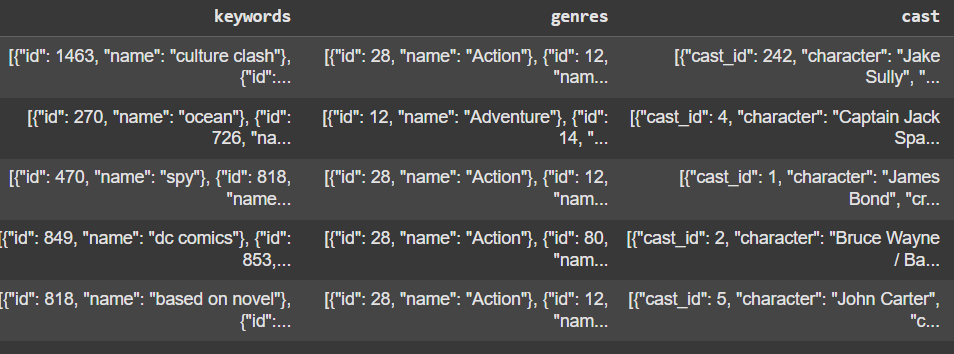 keywords genres cast
[{"id": 1463, "name": "culture clash"}, [{"id": 28, "name": "Action"}, {"id": 12, [{"cast_id": 242, "character": "Jake
{"id":... "nam... Sully", "...
[{"id": 270, "name": "ocean"}, {"id": [{"id": 12, "name": "Adventure"}, {"id": [{"cast_id": 4, "character": "Captain Jack
726, "na... 14, "... Spa...
[{"id": 470, "name": "spy"}, {"id": 818, [{"id": 28, "name": "Action"}, {"id": 12, [{"cast_id": 1, "character": "James
"name... "nam... Bond", "cr...
[{"id": 849, "name": "dc comics"}, {"id": [{"id": 28, "name": "Action"}, {"id": 80, [{"cast_id": 2, "character": "Bruce Wayne
853,... "nam... / Ba...
[{"id": 818, "name": "based on novel"}, [{"id": 28, "name": "Action"}, {"id": 12, [{"cast_id": 5, "character": "John Carter",
{"id":... "nam... "c...